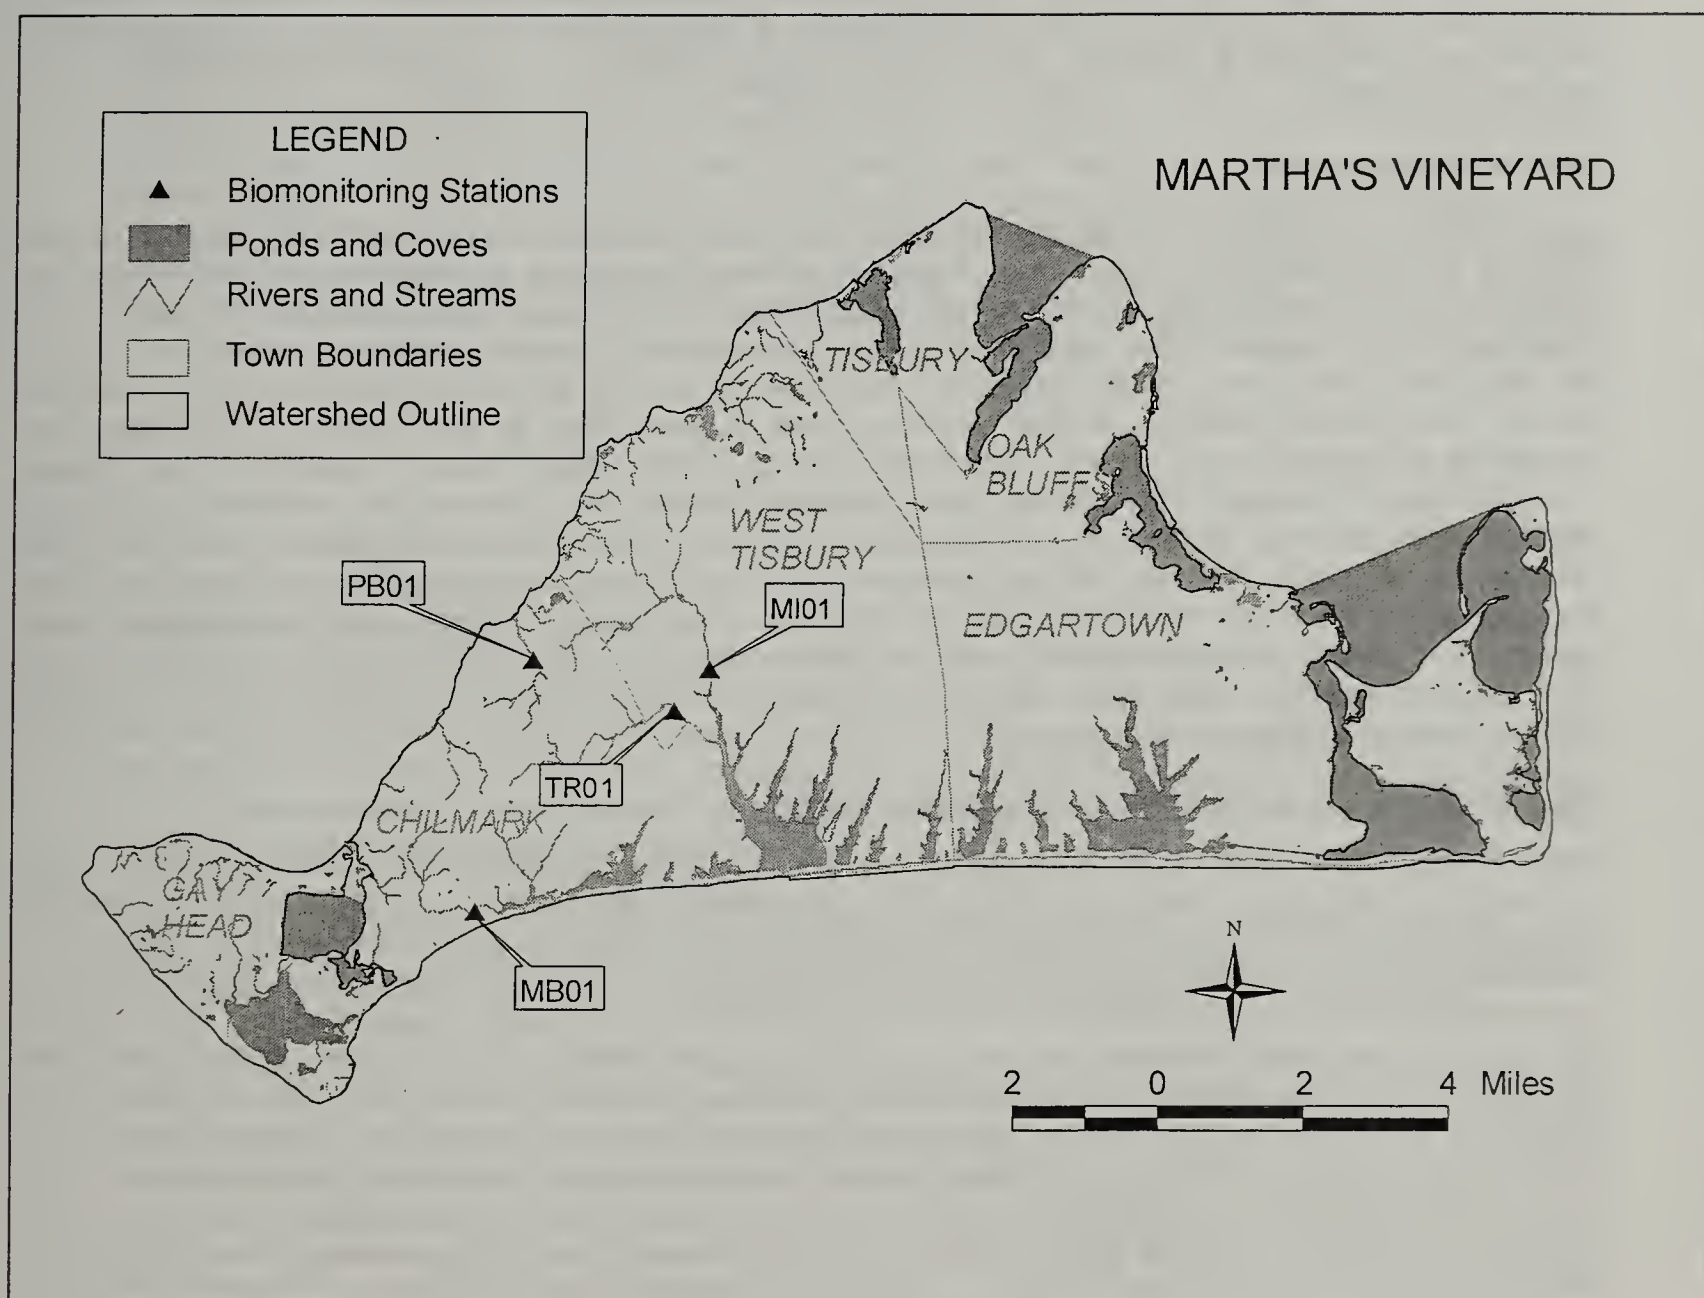 LEGEND
Biomonitoring Stations
Ponds and Coves
Rivers and Streams
Town Boundaries
Watershed Outline
MARTHA'S VINEYARD
TISBURY
OAK
BLUFFS
WEST
TISBURY
PB01
MI01
EDGARTOWN
TR01
CHILMARK
GAY
HEAD
MB01
N
2 0 2 4 Miles